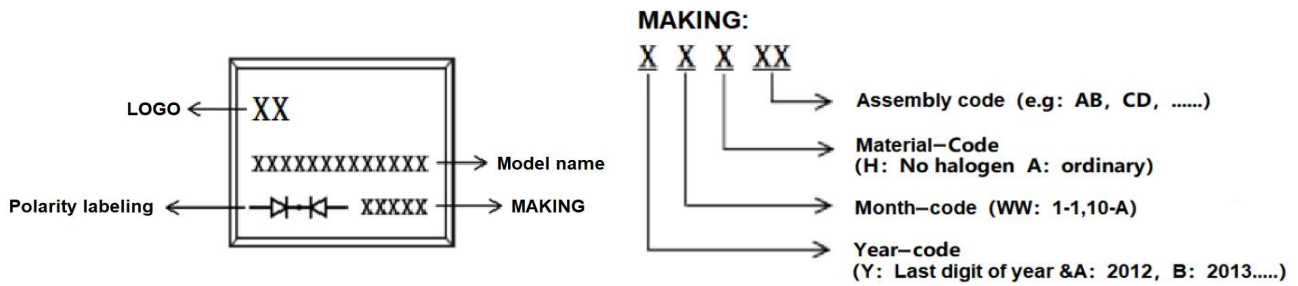 LOGO
XX
XXXXXXXXXXXXX
Model name
Polarity labeling
XXXXX
MAKING
MAKING:
X X X XX
Assembly code (e.g: AB, CD, ......)
Material-Code
(H: No halogen A: ordinary)
Month-code (WW: 1-1,10-A)
Year-code
(Y: Last digit of year &A: 2012, B: 2013.....)